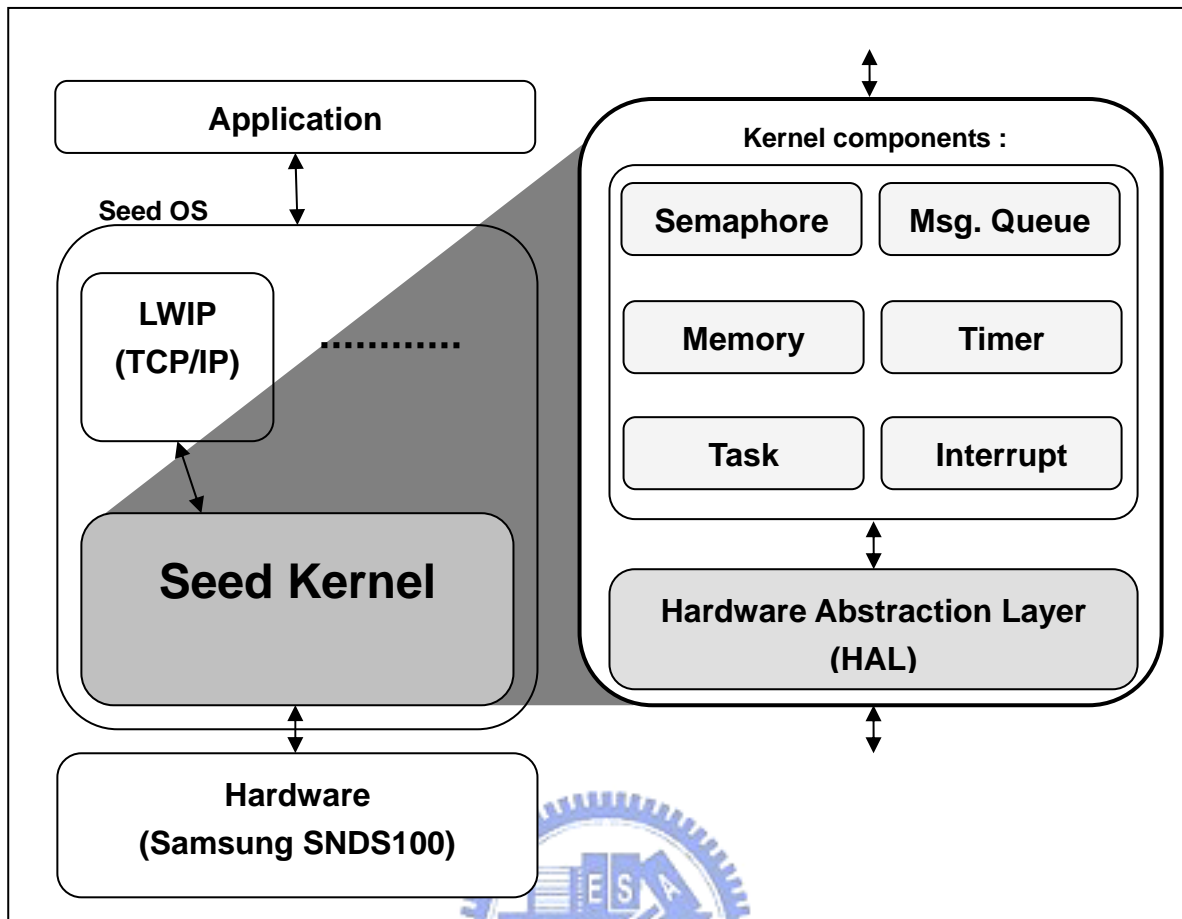 Application
Seed OS
LWIP
(TCP/IP)
............
Seed Kernel
Hardware
(Samsung SNDS100)
Kernel components :
Semaphore
Msg. Queue
Memory
Timer
Task
Interrupt
Hardware Abstraction Layer
(HAL)
E S A